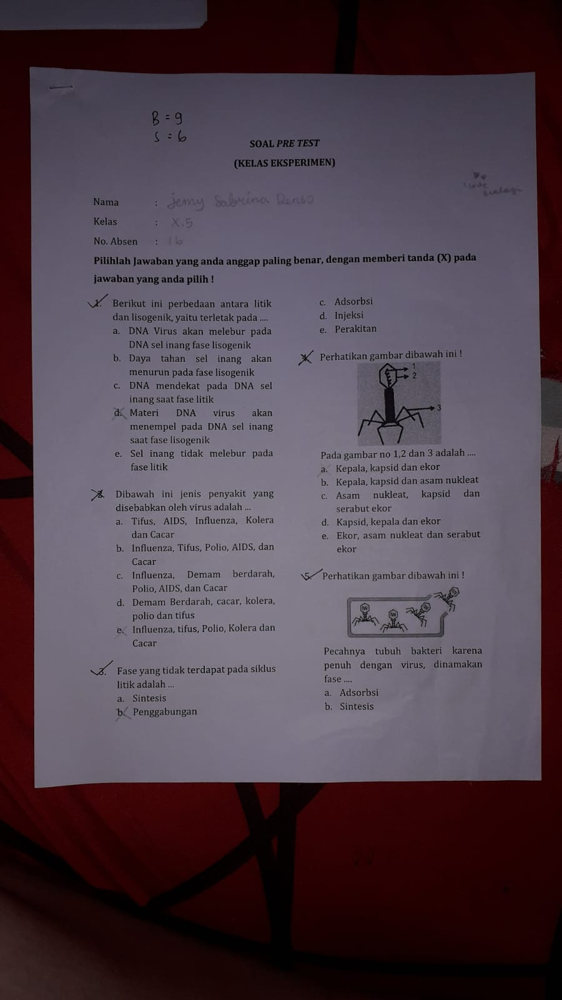 B = 9
S = 6
SOAL PRE TEST
(KELAS EKSPERIMEN)
I love
Biologi
Nama : Jemy Sabrina Renso
Kelas : X.5
No. Absen : 16
Pilihlah Jawaban yang anda anggap paling benar, dengan memberi tanda (X) pada
jawaban yang anda pilih !
1. Berikut ini perbedaan antara litik
dan lisogenik, yaitu terletak pada ....
a. DNA Virus akan melebur pada
DNA sel inang fase lisogenik
b. Daya tahan sel inang akan
menurun pada fase lisogenik
c. DNA mendekat pada DNA sel
inang saat fase litik
d. Materi DNA virus akan
menempel pada DNA sel inang
saat fase lisogenik
e. Sel inang tidak melebur pada
fase litik
2. Dibawah ini jenis penyakit yang
disebabkan oleh virus adalah ...
a. Tifus, AIDS, Influenza, Kolera
dan Cacar
b. Influenza, Tifus, Polio, AIDS, dan
Cacar
c. Influenza, Demam berdarah,
Polio, AIDS, dan Cacar
d. Demam Berdarah, cacar, kolera,
polio dan tifus
e. Influenza, tifus, Polio, Kolera dan
Cacar
3. Fase yang tidak terdapat pada siklus
litik adalah ...
a. Sintesis
b. Penggabungan
c. Adsorbsi
d. Injeksi
e. Perakitan
4. Perhatikan gambar dibawah ini !
1
2
3
Pada gambar no 1,2 dan 3 adalah ....
a. Kepala, kapsid dan ekor
b. Kepala, kapsid dan asam nukleat
c. Asam nukleat, kapsid dan
serabut ekor
d. Kapsid, kepala dan ekor
e. Ekor, asam nukleat dan serabut
ekor
5. Perhatikan gambar dibawah ini !
Pecahnya tubuh bakteri karena
penuh dengan virus, dinamakan
fase ....
a. Adsorbsi
b. Sintesis